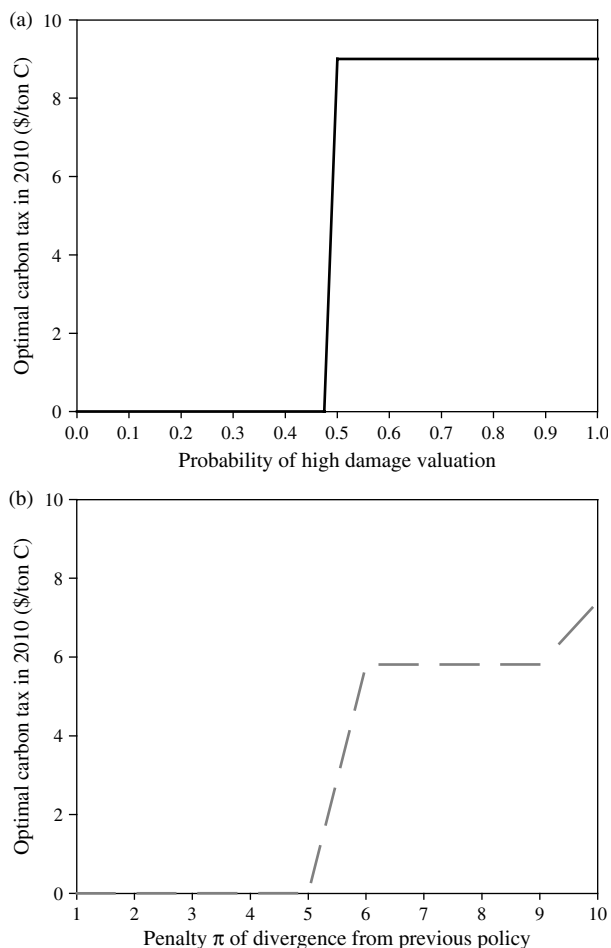 (a)
10
8
6
4
2
0
Optimal carbon tax in 2010 ($/ton C)
0.0 0.1 0.2 0.3 0.4 0.5 0.6 0.7 0.8 0.9 1.0
Probability of high damage valuation
(b)
10
8
6
4
2
0
Optimal carbon tax in 2010 ($/ton C)
1 2 3 4 5 6 7 8 9 10
Penalty π of divergence from previous policy